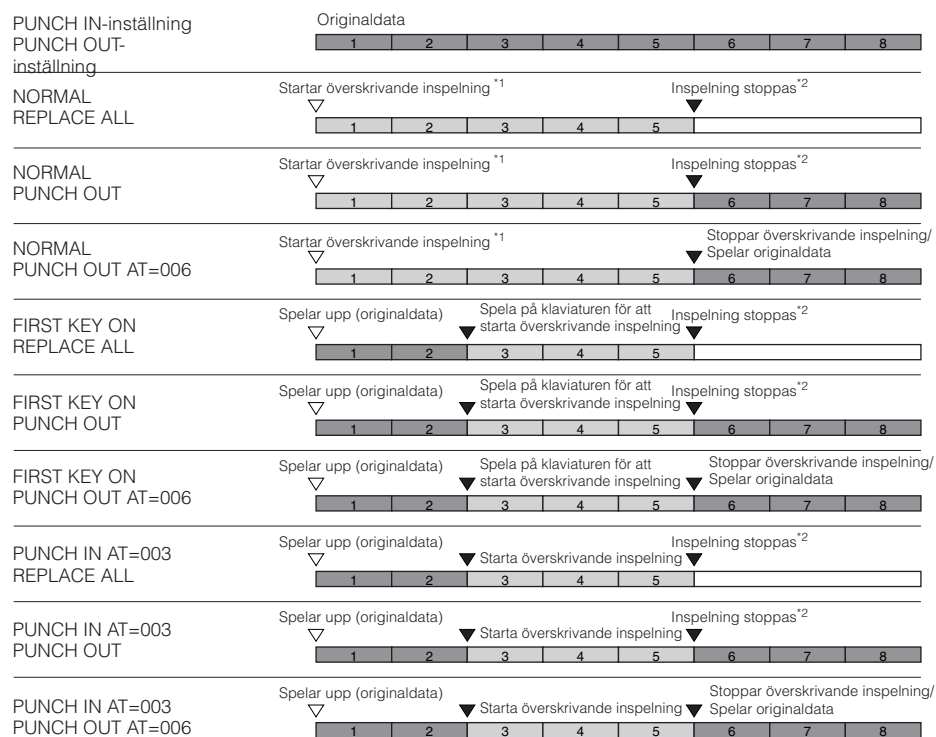 PUNCH IN-inställning
PUNCH OUT-
inställning
Originaldata
1 2 3 4 5 6 7 8
NORMAL
REPLACE ALL
Startar överskrivande inspelning *1
Inspelning stoppas*2
1 2 3 4 5
NORMAL
PUNCH OUT
Startar överskrivande inspelning *1
Inspelning stoppas*2
1 2 3 4 5 6 7 8
NORMAL
PUNCH OUT AT=006
Startar överskrivande inspelning *1
Stoppar överskrivande inspelning/
Spelar originaldata
1 2 3 4 5 6 7 8
FIRST KEY ON
REPLACE ALL
Spelar upp (originaldata)
Spela på klaviaturen för att
starta överskrivande inspelning
Inspelning stoppas*2
1 2 3 4 5
FIRST KEY ON
PUNCH OUT
Spelar upp (originaldata)
Spela på klaviaturen för att
starta överskrivande inspelning
Inspelning stoppas*2
1 2 3 4 5 6 7 8
FIRST KEY ON
PUNCH OUT AT=006
Spelar upp (originaldata)
Spela på klaviaturen för att
starta överskrivande inspelning
Stoppar överskrivande inspelning/
Spelar originaldata
1 2 3 4 5 6 7 8
PUNCH IN AT=003
REPLACE ALL
Spelar upp (originaldata)
Starta överskrivande inspelning
Inspelning stoppas*2
1 2 3 4 5
PUNCH IN AT=003
PUNCH OUT
Spelar upp (originaldata)
Starta överskrivande inspelning
Inspelning stoppas*2
1 2 3 4 5 6 7 8
PUNCH IN AT=003
PUNCH OUT AT=006
Spelar upp (originaldata)
Starta överskrivande inspelning
Stoppar överskrivande inspelning/
Spelar originaldata
1 2 3 4 5 6 7 8